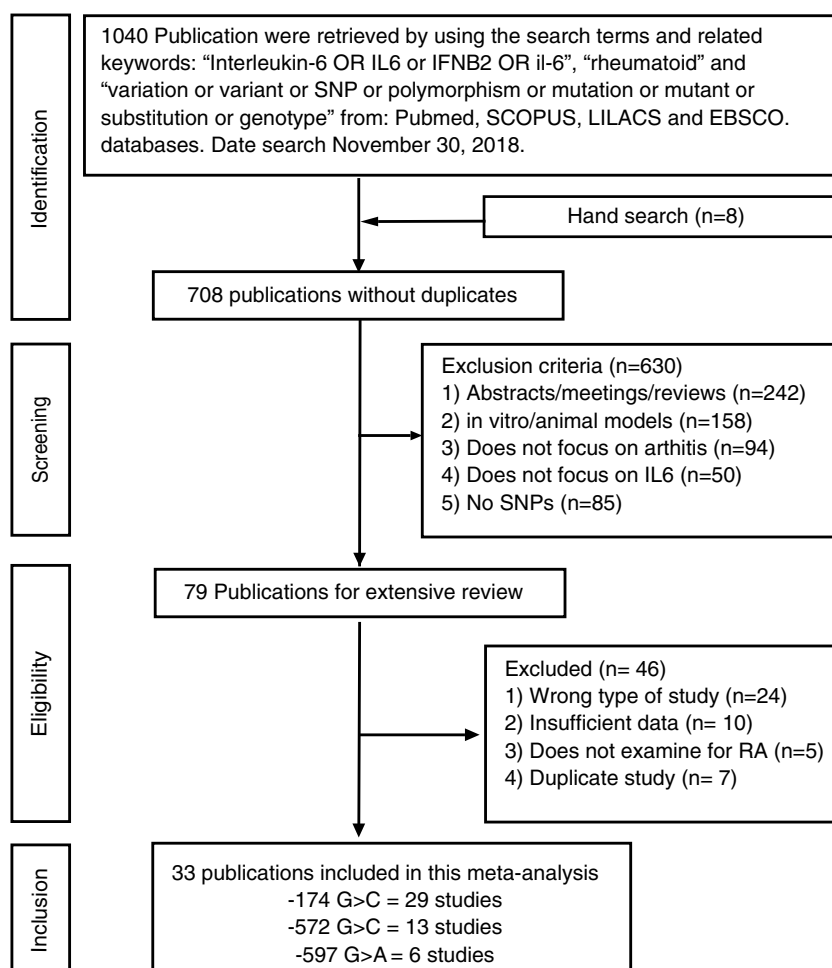 Identification
1040 Publication were retrieved by using the search terms and related
keywords: “Interleukin-6 OR IL6 or IFNB2 OR il-6”, “rheumatoid” and
“variation or variant or SNP or polymorphism or mutation or mutant or
substitution or genotype” from: Pubmed, SCOPUS, LILACS and EBSCO.
databases. Date search November 30, 2018.
Hand search (n=8)
708 publications without duplicates
Screening
Exclusion criteria (n=630)
1) Abstracts/meetings/reviews (n=242)
2) in vitro/animal models (n=158)
3) Does not focus on arthitis (n=94)
4) Does not focus on IL6 (n=50)
5) No SNPs (n=85)
79 Publications for extensive review
Eligibility
Excluded (n= 46)
1) Wrong type of study (n=24)
2) Insufficient data (n= 10)
3) Does not examine for RA (n=5)
4) Duplicate study (n= 7)
Inclusion
33 publications included in this meta-analysis
-174 G>C = 29 studies
-572 G>C = 13 studies
-597 G>A = 6 studies